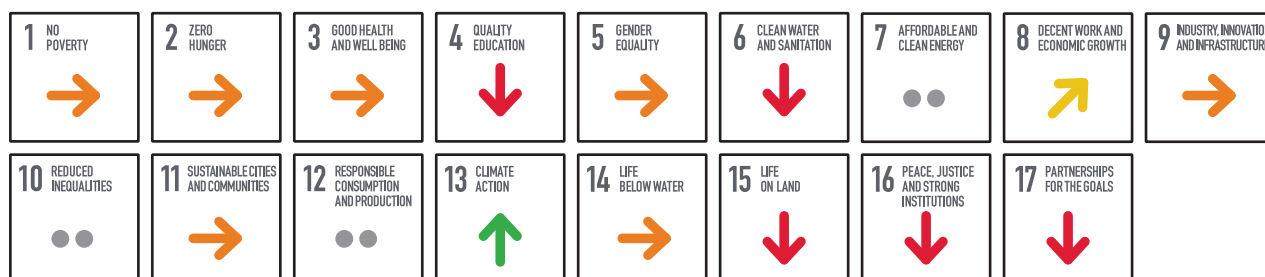 1 NO
POVERTY
2 ZERO
HUNGER
3 GOOD HEALTH
AND WELL BEING
4 QUALITY
EDUCATION
5 GENDER
EQUALITY
6 CLEAN WATER
AND SANITATION
7 AFFORDABLE AND
CLEAN ENERGY
8 DECENT WORK AND
ECONOMIC GROWTH
9 INDUSTRY, INNOVATIO
AND INFRASTRUCTUR
10 REDUCED
INEQUALITIES
11 SUSTAINABLE CITIES
AND COMMUNITIES
12 RESPONSIBLE
CONSUMPTION
AND PRODUCTION
13 CLIMATE
ACTION
14 LIFE
BELOW WATER
15 LIFE
ON LAND
16 PEACE, JUSTICE
AND STRONG
INSTITUTIONS
17 PARTNERSHIPS
FOR THE GOALS